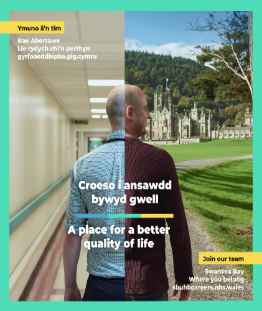 Ymuno â'n tîm
Bae Abertawe
Lle rydych chi'n perthyn
gyrfaoeddbipba.gig.cymru
Croeso i ansawdd
bywyd gwell
A place for a better
quality of life
Join our team
Swansea Bay
Where you belong
sbuhbcareers.nhs.wales